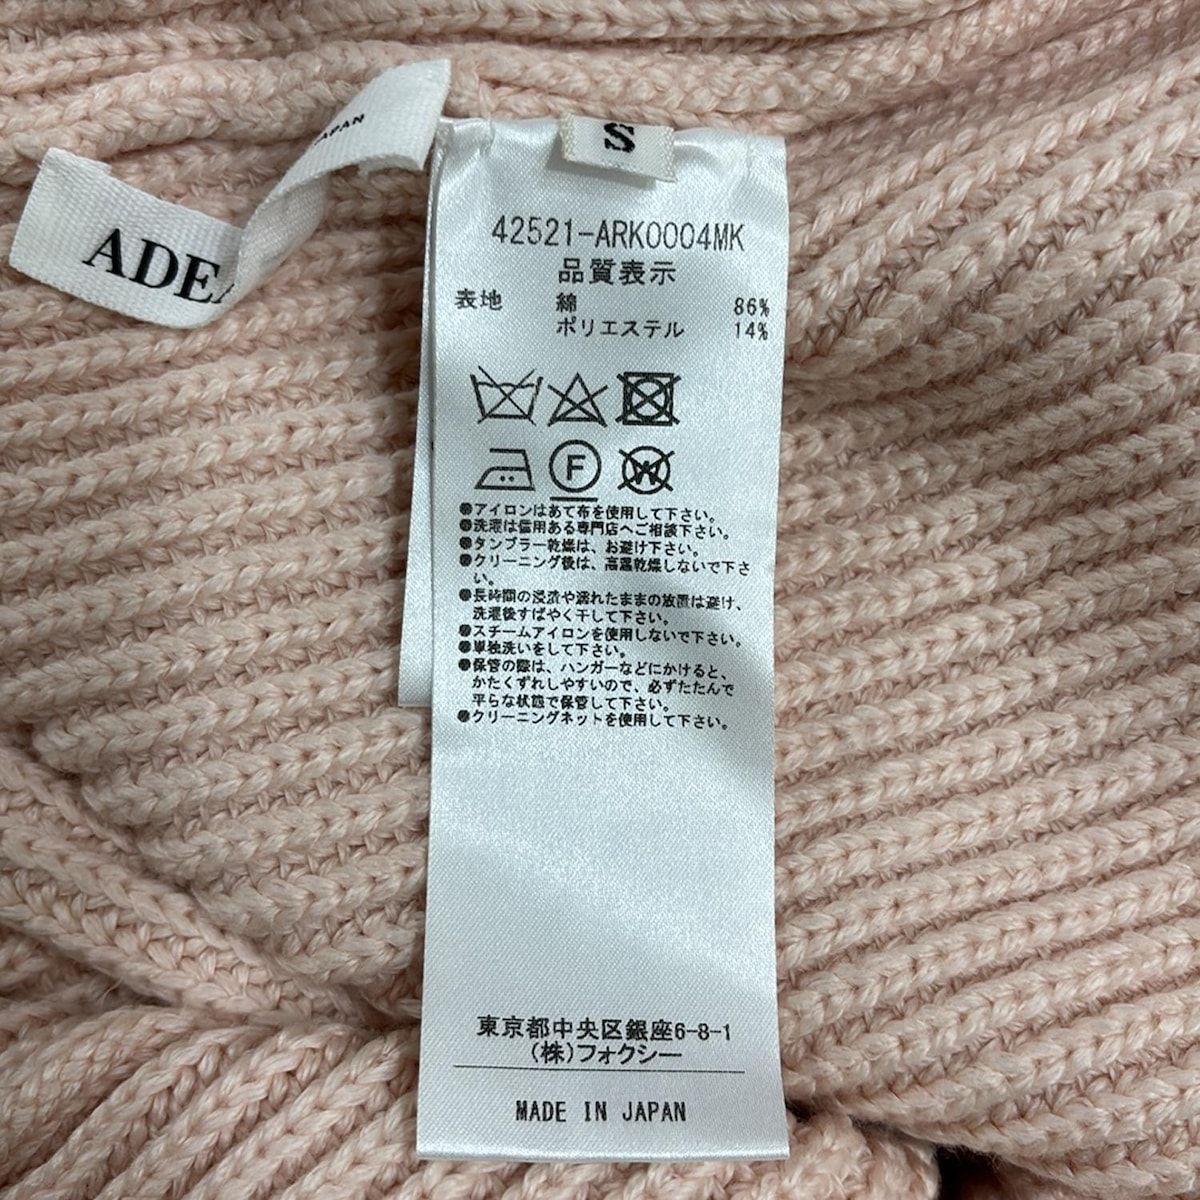 JAPAN
ADEA
S
42521-ARK0004MK
品質表示
表地 綿 86%
ポリエステル 14%
F
W
●アイロンはあて布を使用して下さい。
●洗濯は信用ある専門店へご相談下さい。
●タンブラー乾燥は、お避け下さい。
●クリーニング後は、高温乾燥しないで下さ
い。
●長時間の浸漬や濡れたままの放置は避け、
洗濯後すばやく干して下さい。
●スチームアイロンを使用しないで下さい。
●単独洗いをして下さい。
●保管の際は、ハンガーなどにかけると、
かたくずれしやすいので、必ずたたんで
平らな状態で保管して下さい。
●クリーニングネットを使用して下さい。
東京都中央区銀座6-8-1
(株)フォクシー
MADE IN JAPAN